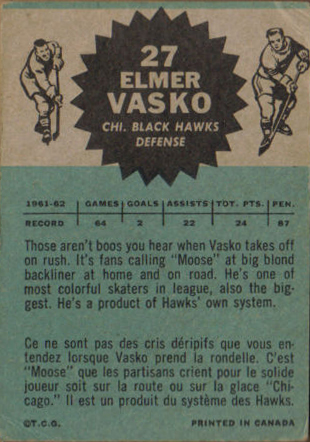 27
ELMER
VASKO
CHI. BLACK HAWKS
DEFENSE
1961-62 GAMES GOALS ASSISTS TOT. PTS. PEN.
RECORD 64 2 22 24 87
Those aren't boos you hear when Vasko takes off
on rush. It's fans calling "Moose" at big blond
backliner at home and on road. He's one of
most colorful skaters in league, also the big-
gest. He's a product of Hawks' own system.
Ce ne sont pas des cris déripifs que vous en-
tendez lorsque Vasko prend la rondelle. C'est
"Moose" que les partisans crient pour le solide
joueur soit sur la route ou sur la glace "Chi-
cago." Il est un produit du système des Hawks.
©T.C.G. PRINTED IN CANADA